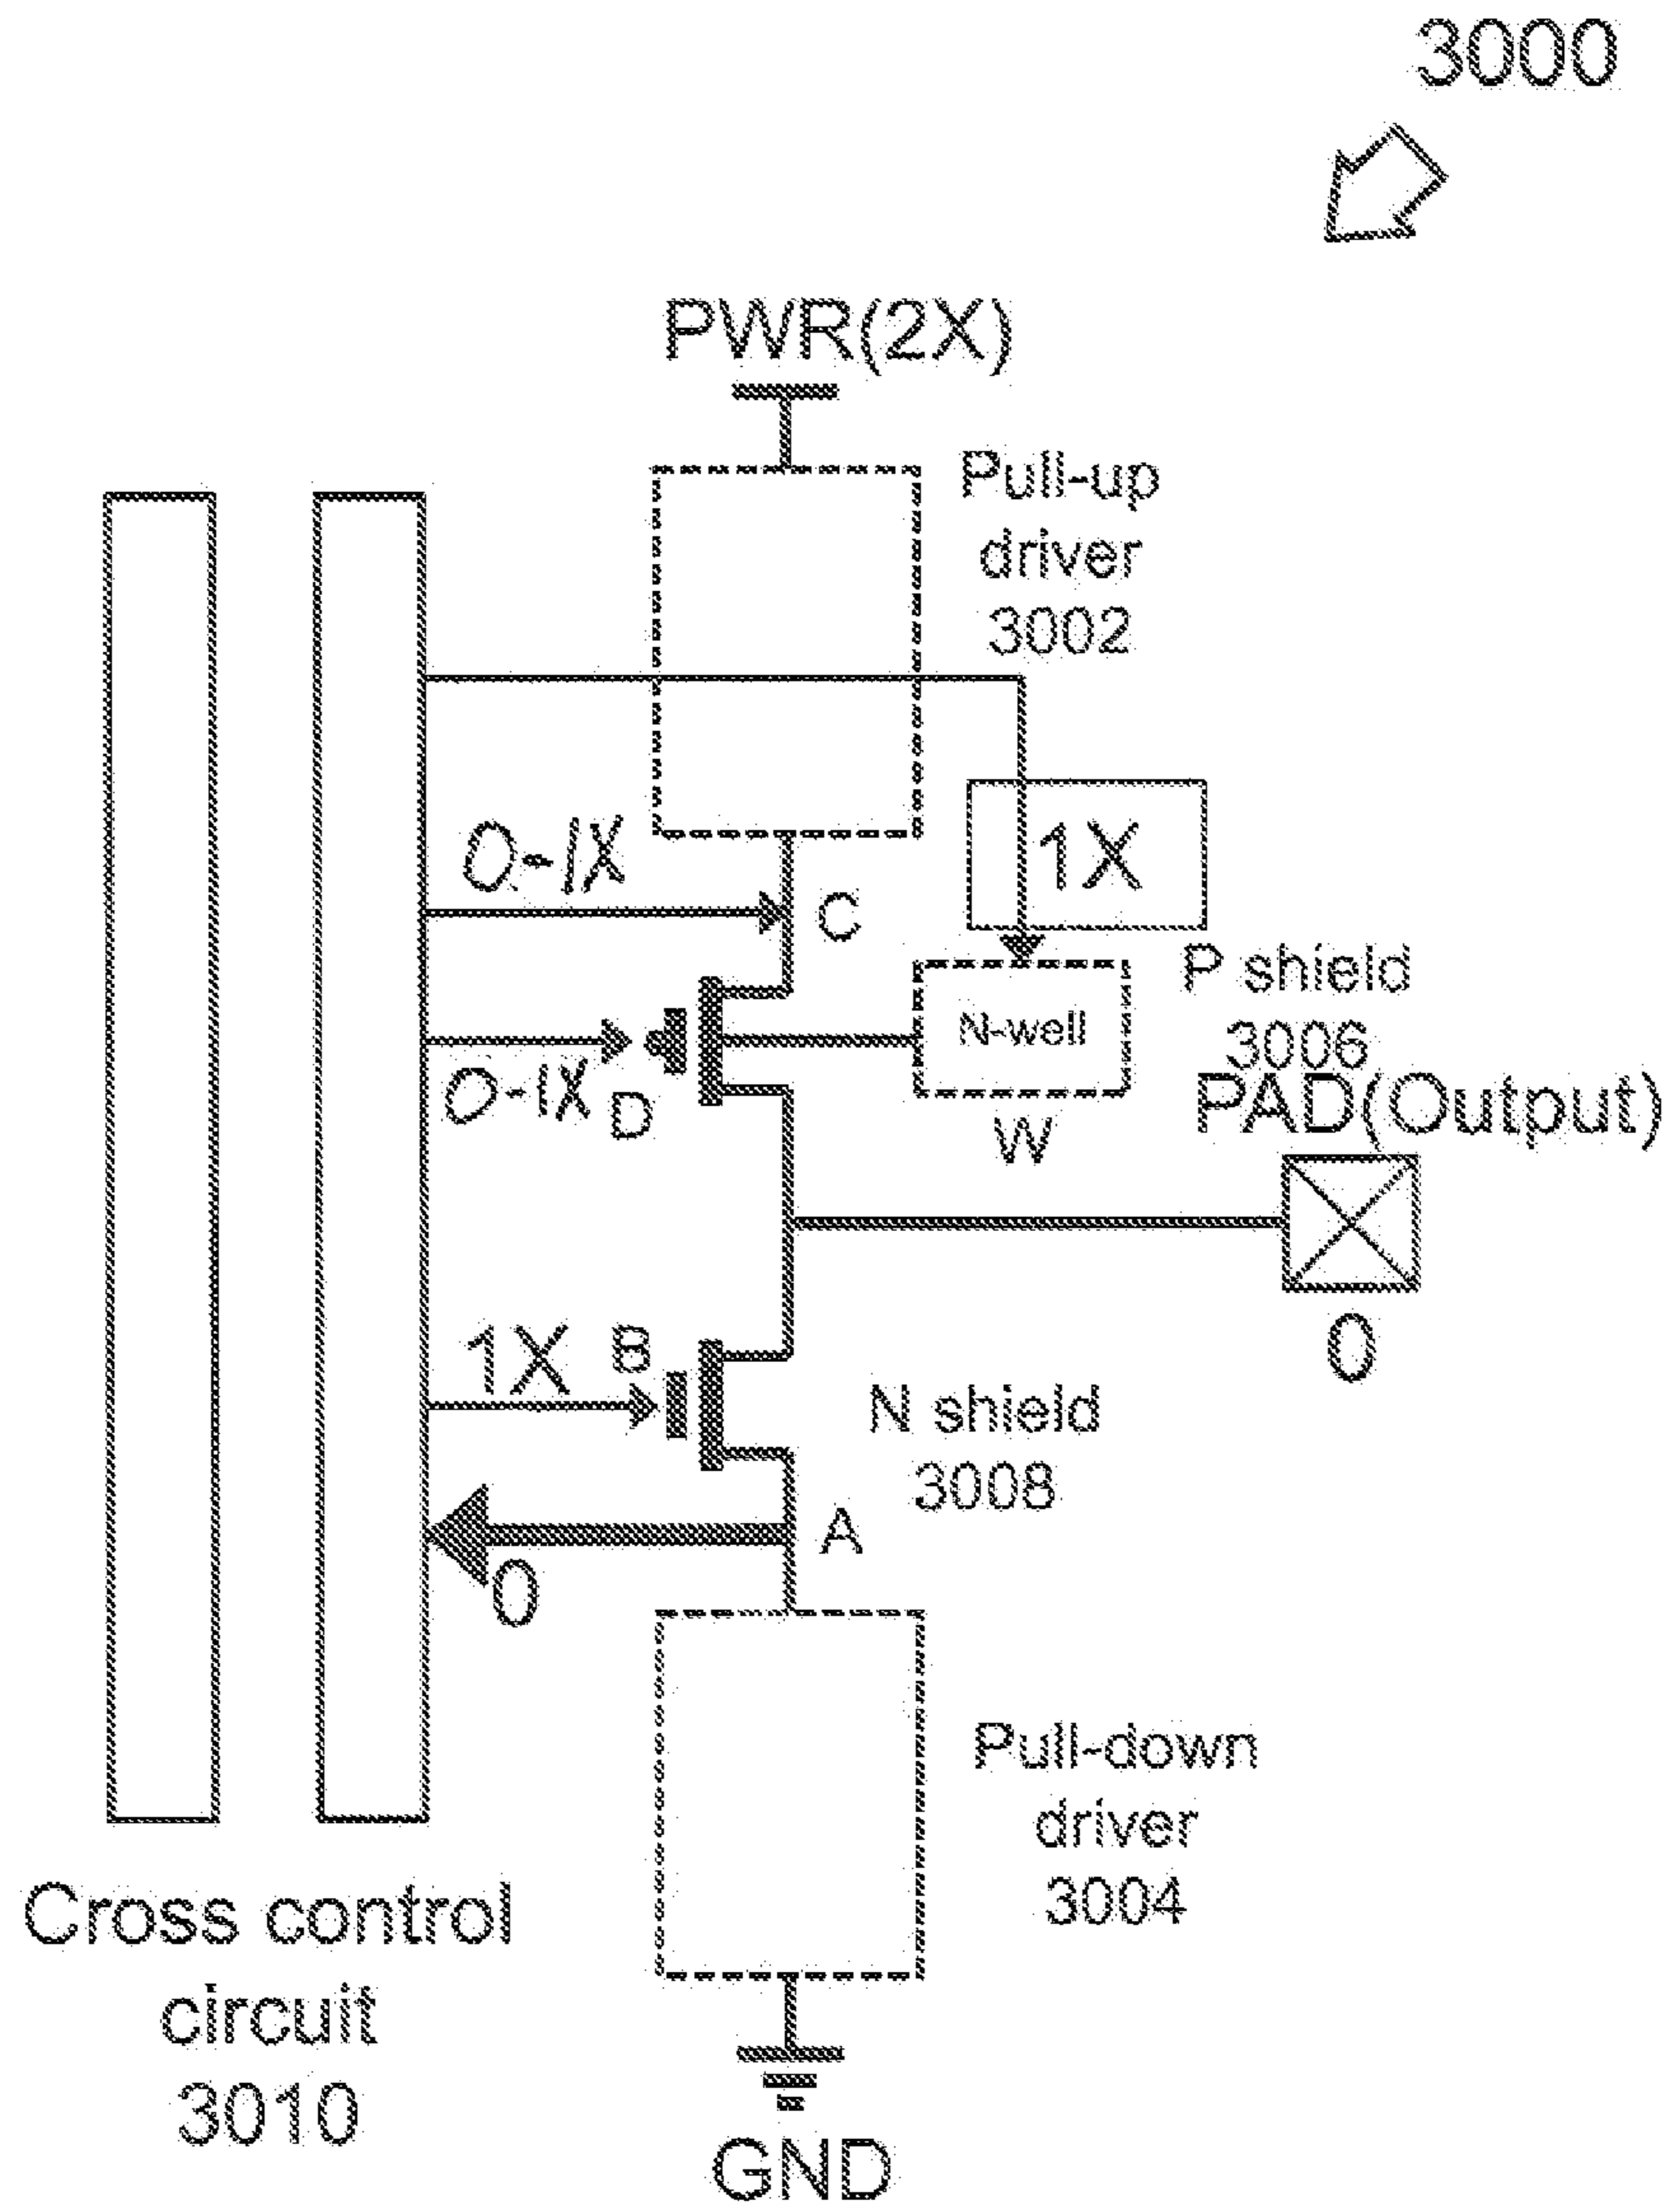 3000
PWR(2X)
Pull-up
driver
3002
0-1X
1X
C
P shield
3006
N-well
0-1X
D
W
PAD(Output)
0
1X
B
N shield
3008
A
0
Pull-down
driver
3004
Cross control
circuit
3010
GND